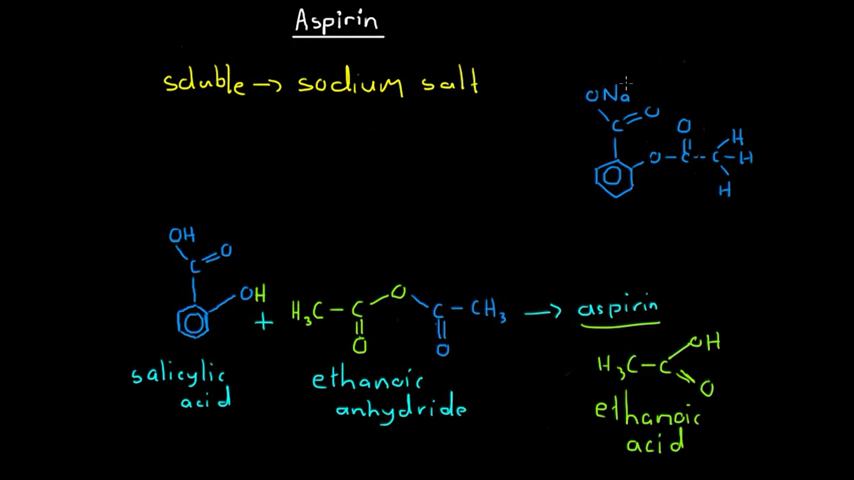 Aspirin
soluble → sodium salt
ONa
C O
O
O - C - C - H
H
H
OH
C O
OH
+
H₃C - C O C - CH₃
O O
→ aspirin
salicylic
acid
ethanoic
anhydride
H₃C - C OH
O
ethanoic
acid